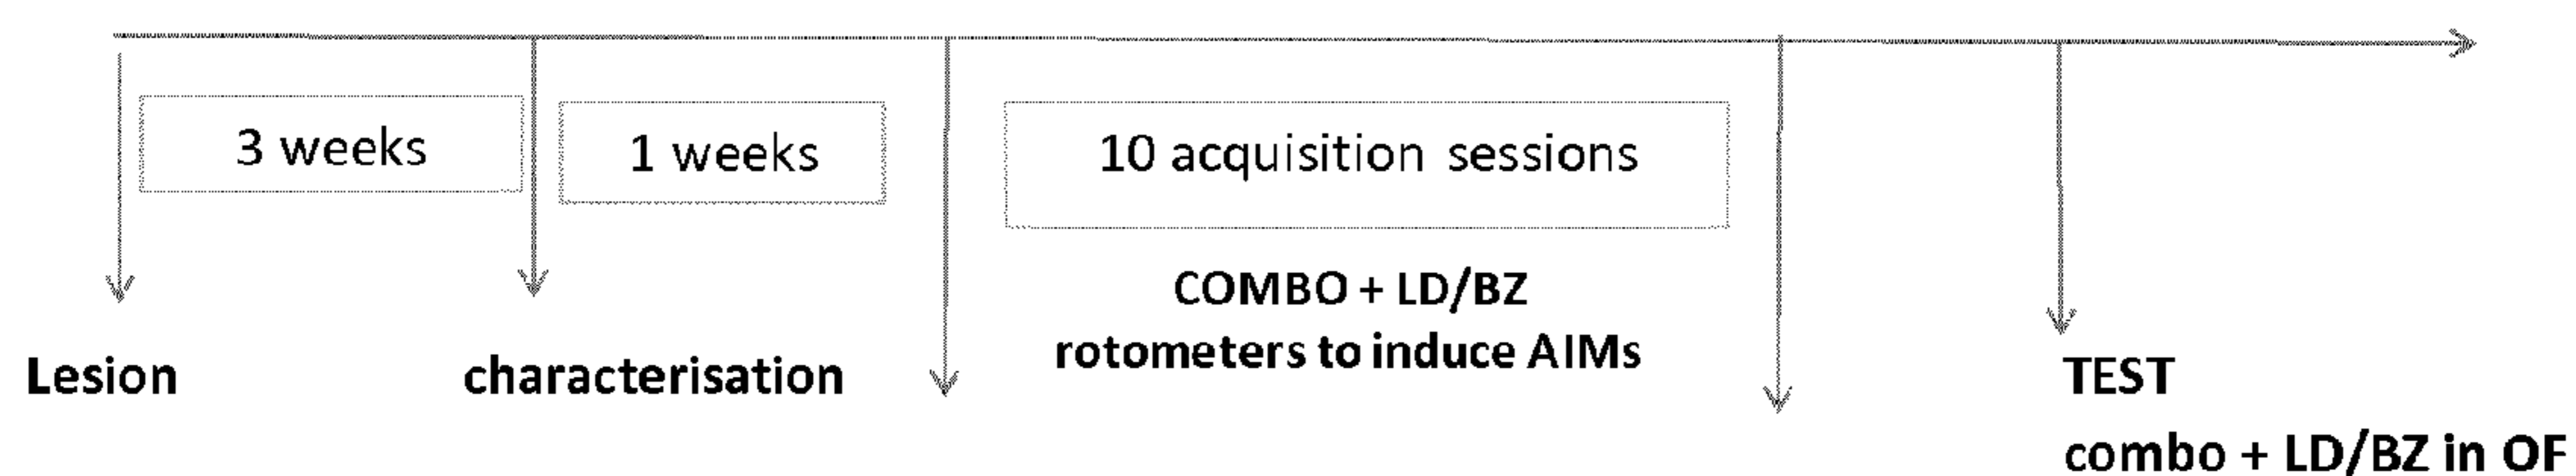 3 weeks
1 weeks
10 acquisition sessions
COMBO + LD/BZ
rotometers to induce AIMs
Lesion
characterisation
TEST
combo + LD/BZ in OF